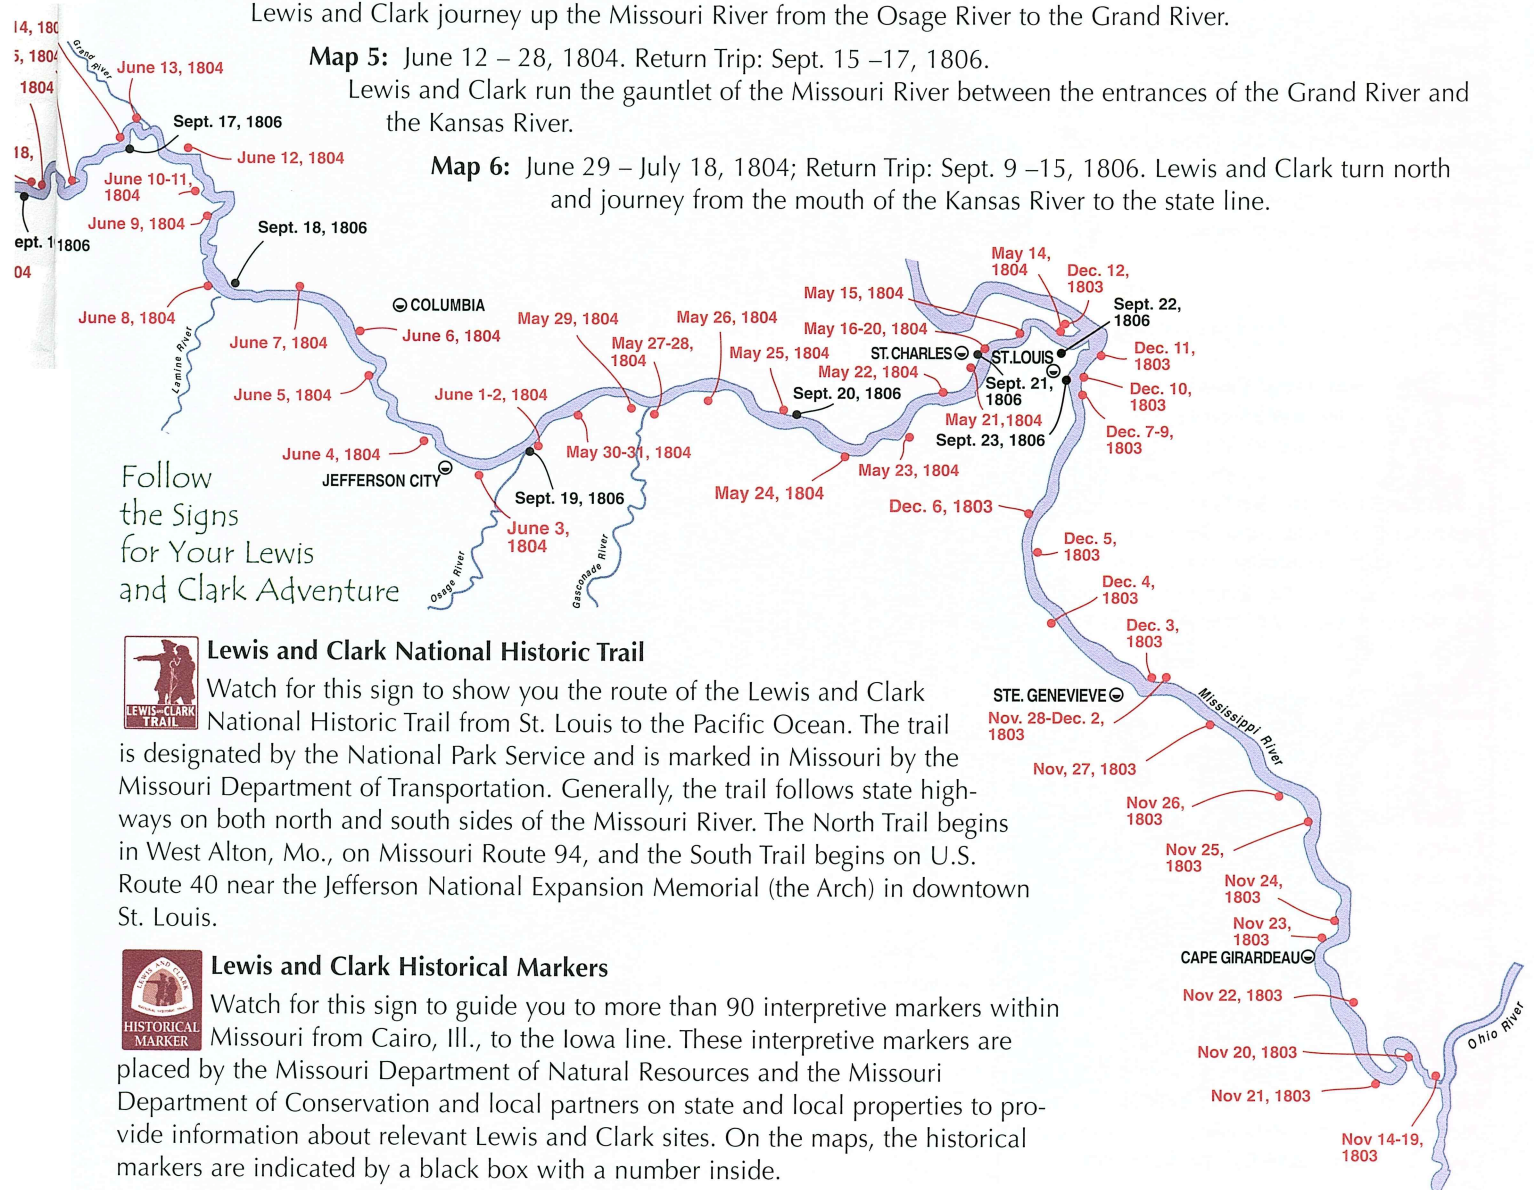 Lewis and Clark journey up the Missouri River from the Osage River to the Grand River.
Map 5: June 12 – 28, 1804. Return Trip: Sept. 15 –17, 1806.
Lewis and Clark run the gauntlet of the Missouri River between the entrances of the Grand River and
the Kansas River.
Map 6: June 29 – July 18, 1804; Return Trip: Sept. 9 –15, 1806. Lewis and Clark turn north
and journey from the mouth of the Kansas River to the state line.
14, 180
5, 1804
1804
18,
ept. 1 1806
04
Grand River
June 13, 1804
Sept. 17, 1806
June 12, 1804
June 10-11,
1804
June 9, 1804
Sept. 18, 1806
June 8, 1804
Lamine River
June 7, 1804
COLUMBIA
June 6, 1804
June 5, 1804
June 4, 1804
JEFFERSON CITY
June 3,
1804
June 1-2, 1804
Sept. 19, 1806
Osage River
May 30-31, 1804
Gasconade River
May 29, 1804
May 27-28,
1804
May 26, 1804
May 25, 1804
Sept. 20, 1806
May 24, 1804
May 23, 1804
May 22, 1804
May 21,1804
ST. CHARLES
May 16-20, 1804
May 15, 1804
May 14,
1804
Dec. 12,
1803
Sept. 22,
1806
ST.LOUIS
Sept. 21,
1806
Sept. 23, 1806
Dec. 11,
1803
Dec. 10,
1803
Dec. 7-9,
1803
Dec. 6, 1803
Dec. 5,
1803
Dec. 4,
1803
Dec. 3,
1803
STE. GENEVIEVE
Nov. 28-Dec. 2,
1803
Mississippi River
Nov, 27, 1803
Nov 26,
1803
Nov 25,
1803
Nov 24,
1803
Nov 23,
1803
CAPE GIRARDEAU
Nov 22, 1803
Nov 20, 1803
Nov 21, 1803
Nov 14-19,
1803
Ohio River
Follow
the Signs
for Your Lewis
and Clark Adventure
LEWIS AND CLARK
TRAIL
Lewis and Clark National Historic Trail
Watch for this sign to show you the route of the Lewis and Clark
National Historic Trail from St. Louis to the Pacific Ocean. The trail
is designated by the National Park Service and is marked in Missouri by the
Missouri Department of Transportation. Generally, the trail follows state high-
ways on both north and south sides of the Missouri River. The North Trail begins
in West Alton, Mo., on Missouri Route 94, and the South Trail begins on U.S.
Route 40 near the Jefferson National Expansion Memorial (the Arch) in downtown
St. Louis.
LEWIS AND CLARK
HISTORICAL
MARKER
Lewis and Clark Historical Markers
Watch for this sign to guide you to more than 90 interpretive markers within
Missouri from Cairo, Ill., to the Iowa line. These interpretive markers are
placed by the Missouri Department of Natural Resources and the Missouri
Department of Conservation and local partners on state and local properties to pro-
vide information about relevant Lewis and Clark sites. On the maps, the historical
markers are indicated by a black box with a number inside.